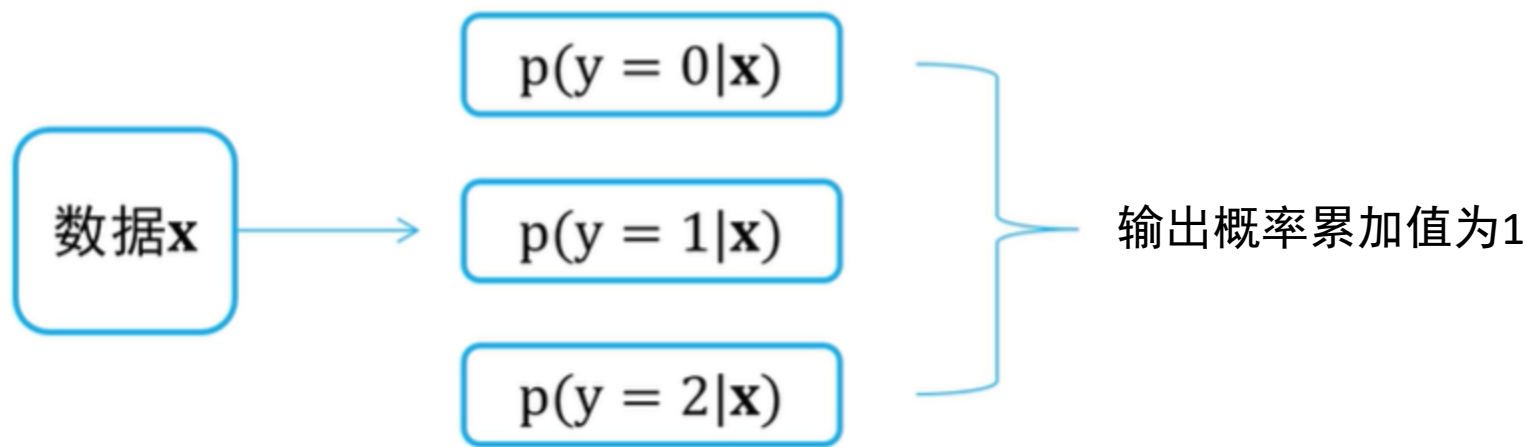 p(y = 0|x)
数据x
p(y = 1|x)
输出概率累加值为1
p(y = 2|x)